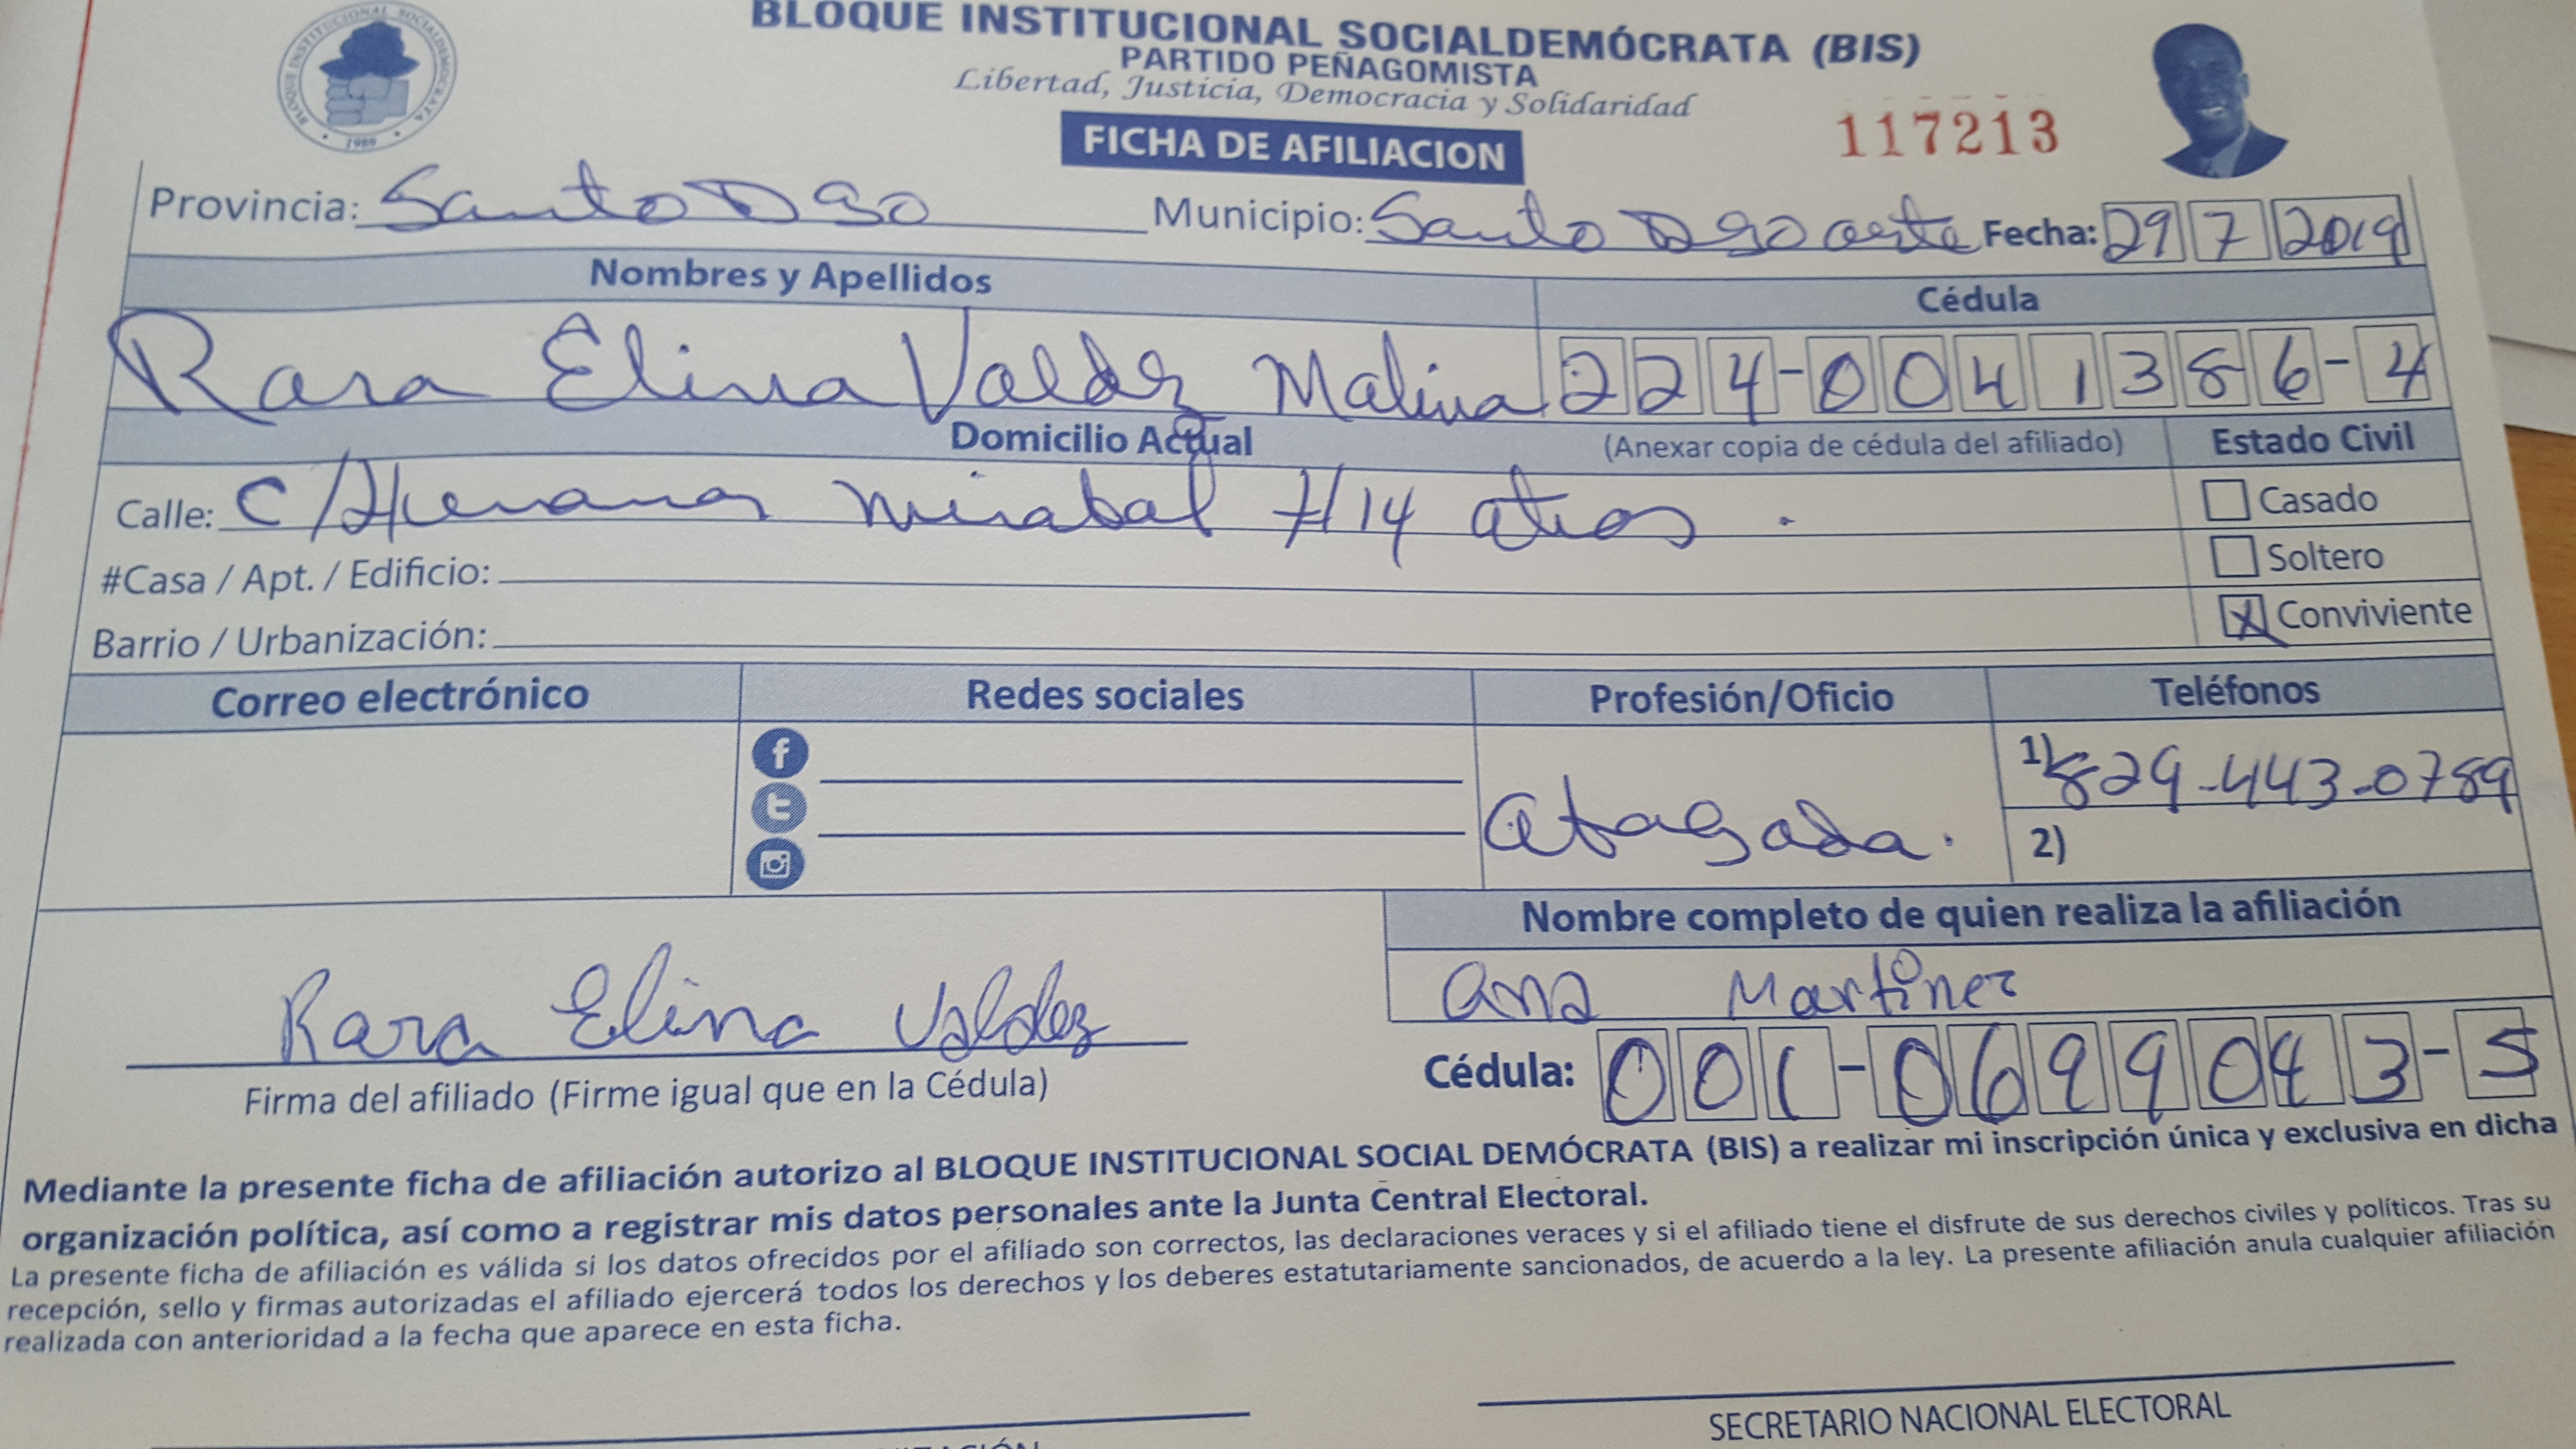 BLOQUE INSTITUCIONAL SOCIALDEMÓCRATA (BIS)
PARTIDO PEÑAGOMISTA
Libertad, Justicia, Democracia y Solidaridad
BLOQUE INSTITUCIONAL SOCIALDEMOCRATA
1989
FICHA DE AFILIACION
117213
Provincia: Santo Dgo Municipio: Santo Dgo oeste Fecha: 29 7 2019
Nombres y Apellidos Cédula
Rara Elina Valdez Malina 224-0041386-4
Domicilio Actual (Anexar copia de cédula del afiliado) Estado Civil
Calle: C/Hermanas mirabal #14 atras. Casado
#Casa / Apt. / Edificio: Soltero
Barrio / Urbanización: X Conviviente
Correo electrónico Redes sociales Profesión/Oficio Teléfonos
1) 829-443-0789
abagada. 2)
Nombre completo de quien realiza la afiliación
Rara Elina Valdez Ana Martinez
Firma del afiliado (Firme igual que en la Cédula) Cédula: 001-0699043-5
Mediante la presente ficha de afiliación autorizo al BLOQUE INSTITUCIONAL SOCIAL DEMÓCRATA (BIS) a realizar mi inscripción única y exclusiva en dicha
organización política, así como a registrar mis datos personales ante la Junta Central Electoral.
La presente ficha de afiliación es válida si los datos ofrecidos por el afiliado son correctos, las declaraciones veraces y si el afiliado tiene el disfrute de sus derechos civiles y políticos. Tras su
recepción, sello y firmas autorizadas el afiliado ejercerá todos los derechos y los deberes estatutariamente sancionados, de acuerdo a la ley. La presente afiliación anula cualquier afiliación
realizada con anterioridad a la fecha que aparece en esta ficha.
SECRETARIO NACIONAL ELECTORAL